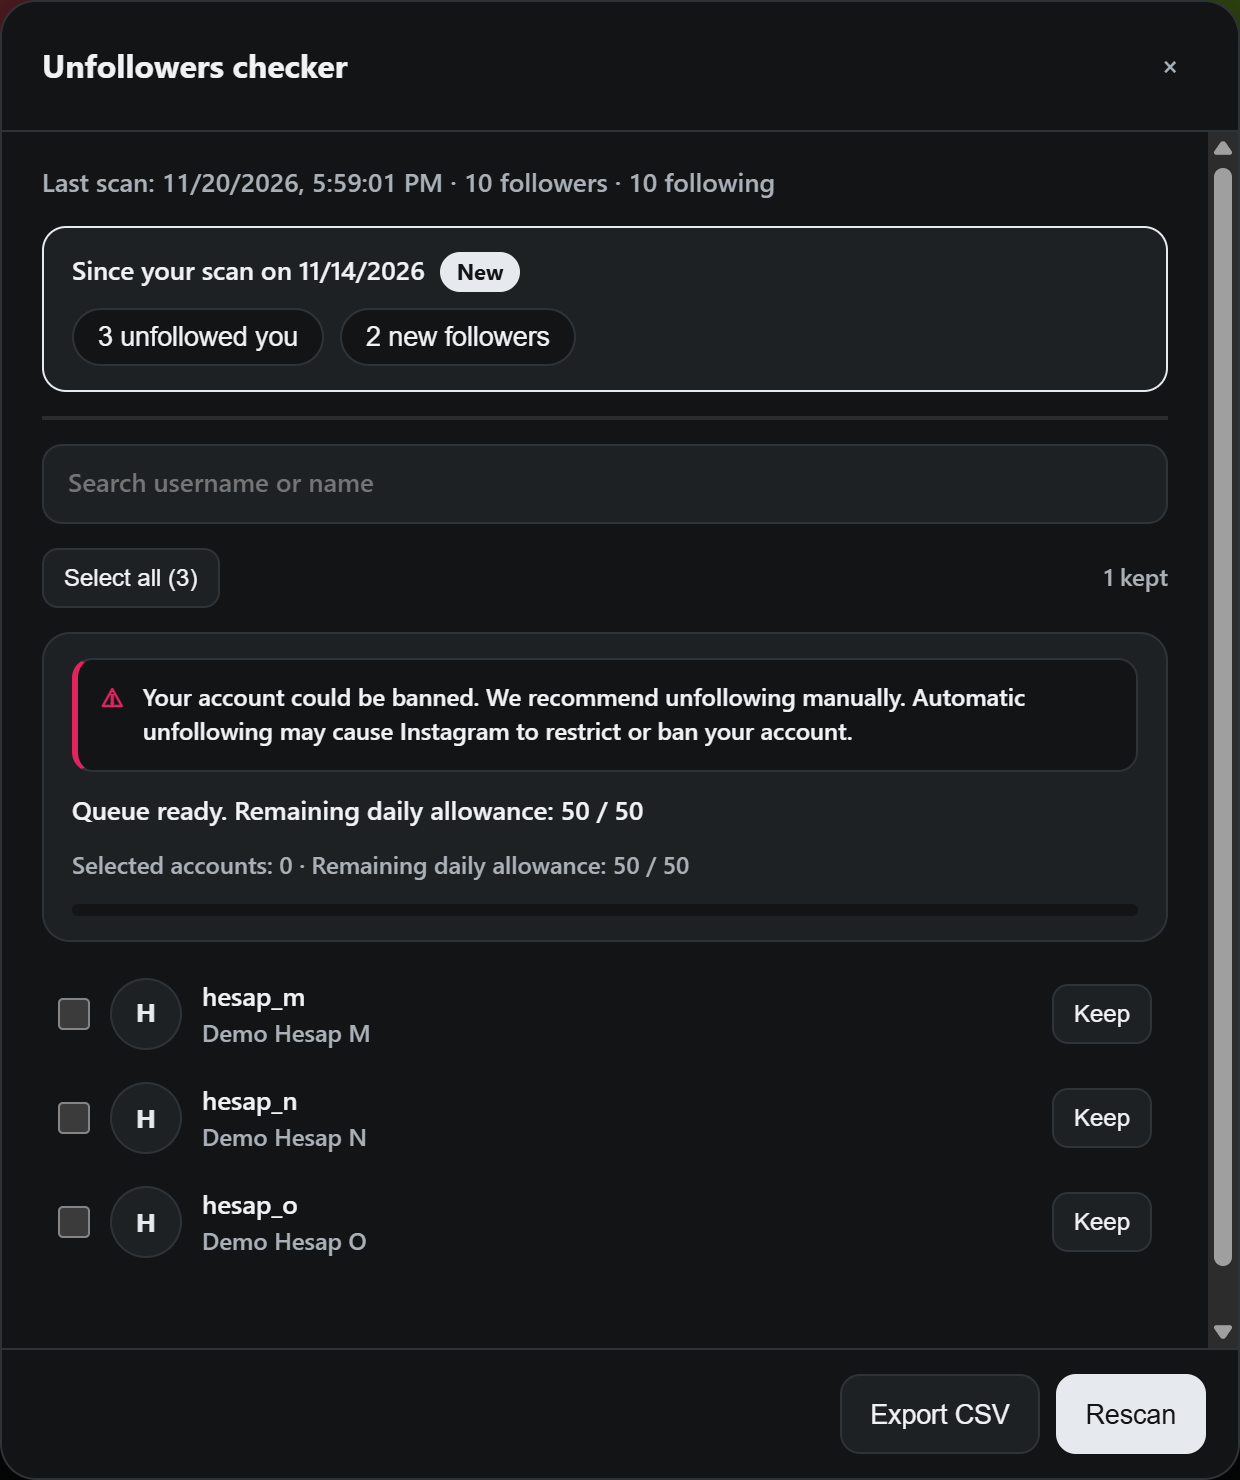 Unfollowers checker
×
Last scan: 11/20/2026, 5:59:01 PM · 10 followers · 10 following
Since your scan on 11/14/2026 New
3 unfollowed you 2 new followers
Search username or name
Select all (3) 1 kept
Your account could be banned. We recommend unfollowing manually. Automatic
unfollowing may cause Instagram to restrict or ban your account.
Queue ready. Remaining daily allowance: 50 / 50
Selected accounts: 0 · Remaining daily allowance: 50 / 50
H
hesap_m
Demo Hesap M
Keep
H
hesap_n
Demo Hesap N
Keep
H
hesap_o
Demo Hesap O
Keep
Export CSV Rescan